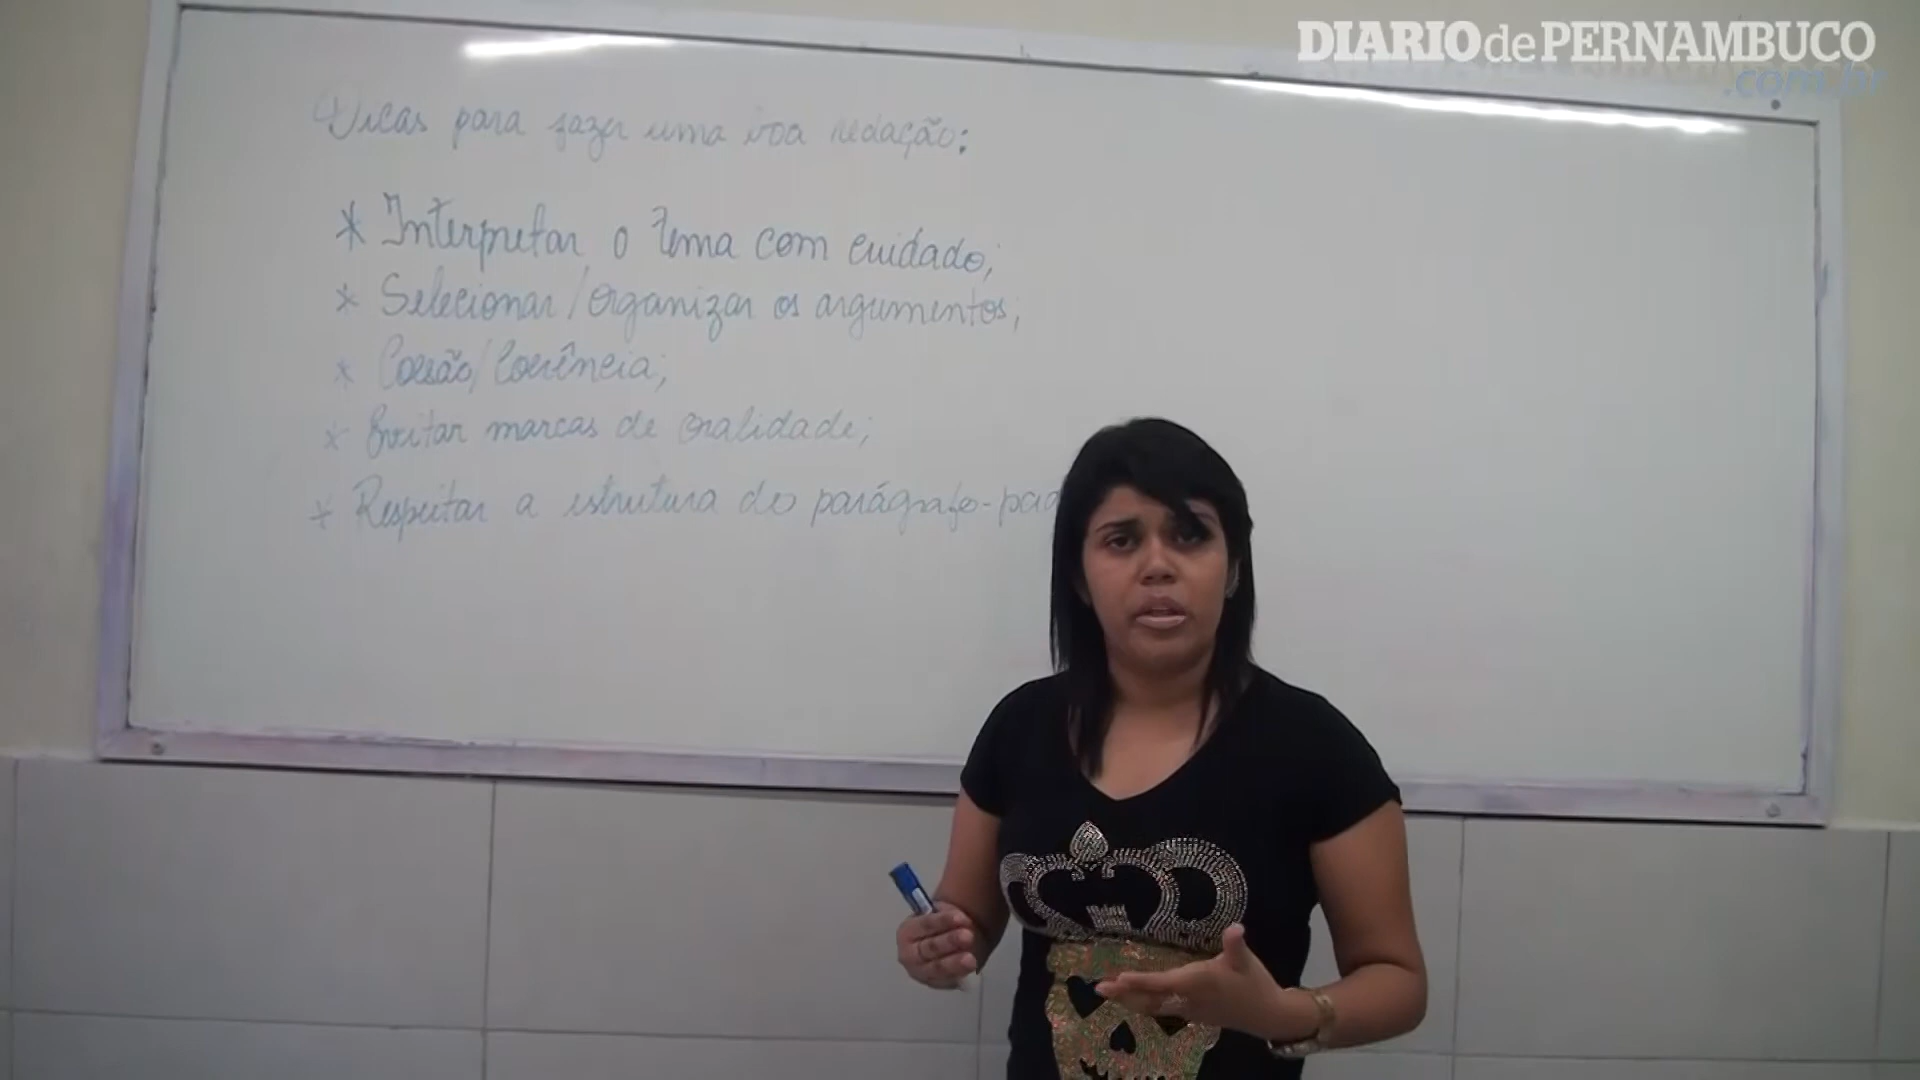 DIARIO de PERNAMBUCO
.com.br
Dicas para fazer uma boa redação:
* Interpretar o tema com cuidado;
* Selecionar/organizar os argumentos;
* Coesão/Coerência;
* Evitar marcas de oralidade;
* Respeitar a estrutura do parágrafo-pad